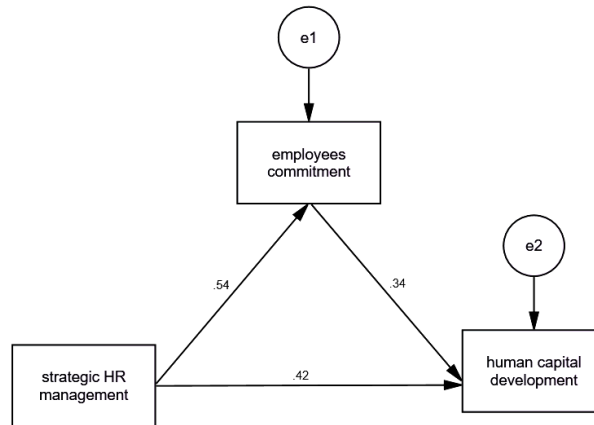 e1
employees
commitment
e2
.54
.34
strategic HR
management
.42
human capital
development